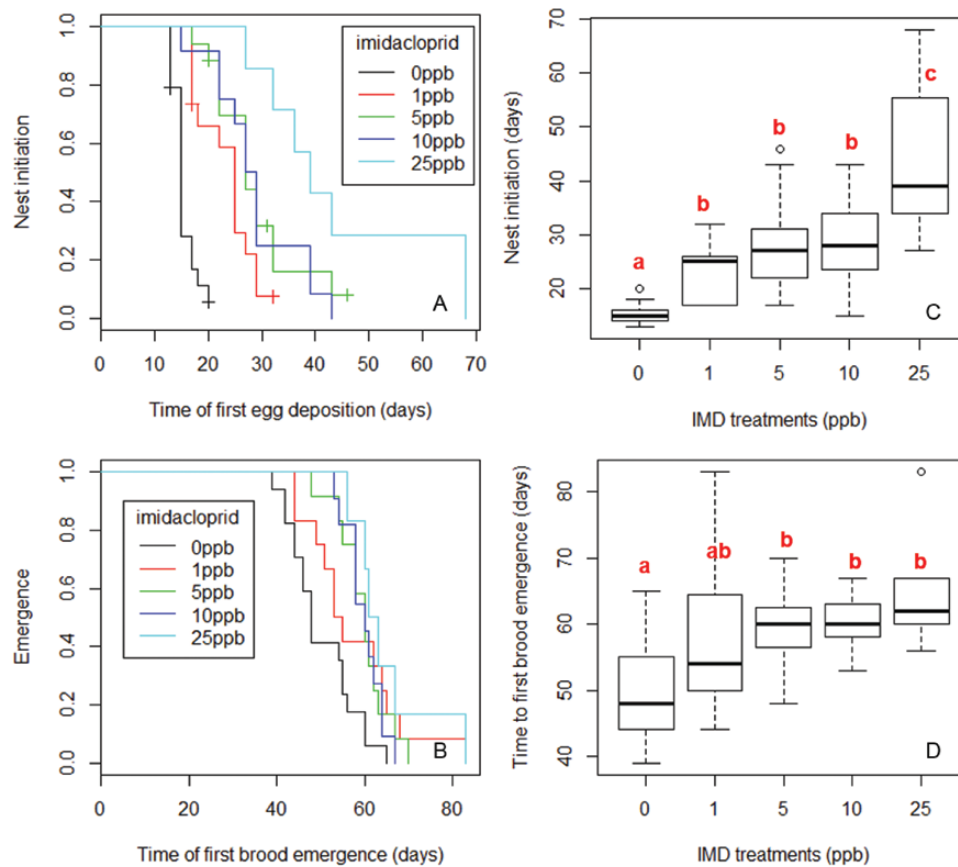 imidacloprid
0ppb
1ppb
5ppb
10ppb
25ppb
Nest initiation
0.0 0.2 0.4 0.6 0.8 1.0
A
0 10 20 30 40 50 60 70
Time of first egg deposition (days)
Nest initiation (days)
20 30 40 50 60 70
a b b b c
C
0 1 5 10 25
IMD treatments (ppb)
imidacloprid
0ppb
1ppb
5ppb
10ppb
25ppb
Emergence
0.0 0.2 0.4 0.6 0.8 1.0
B
0 20 40 60 80
Time of first brood emergence (days)
Time to first brood emergence (days)
40 50 60 70 80
a ab b b b
D
0 1 5 10 25
IMD treatments (ppb)